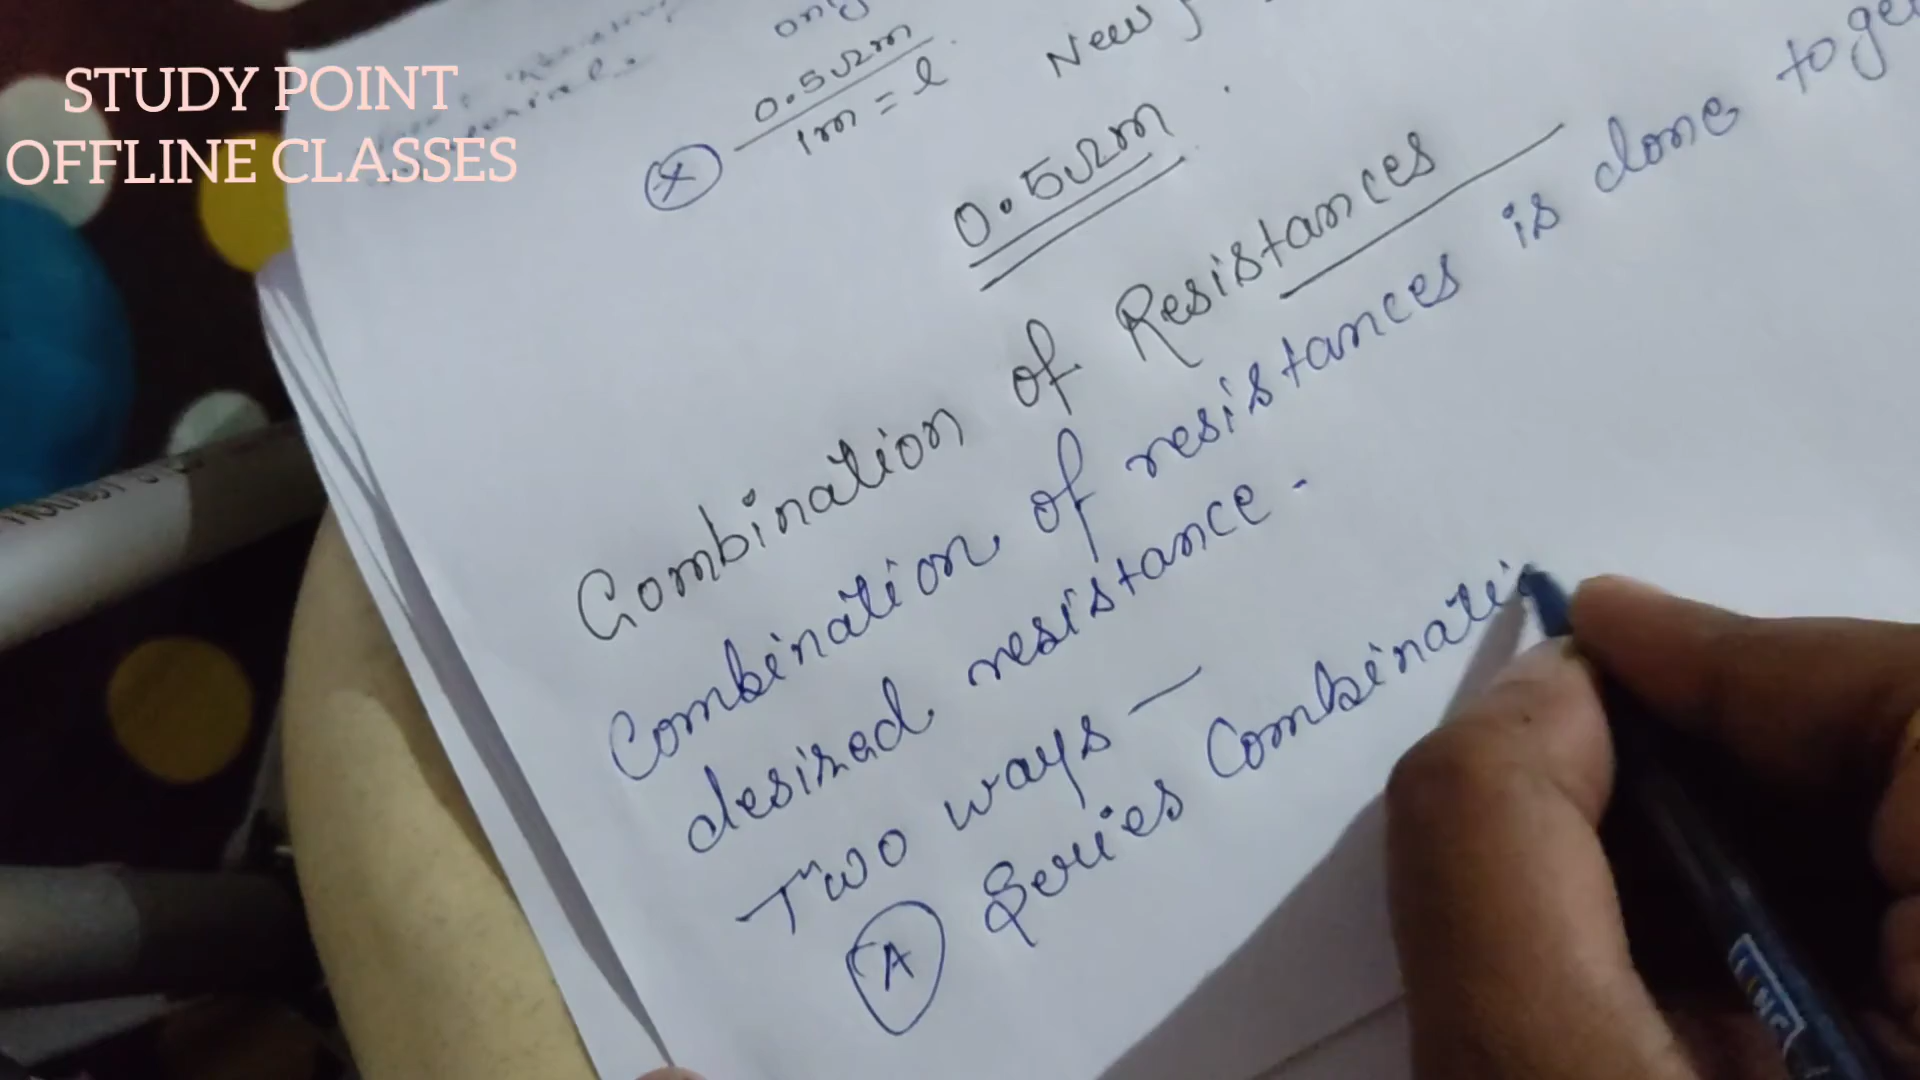 STUDY POINT
OFFLINE CLASSES
0.5Ωm
1m = l
New
0.5Ωm
Combination of Resistances
Combination of resistances is done toge
desired resistance.
Two ways —
A Series Combinati